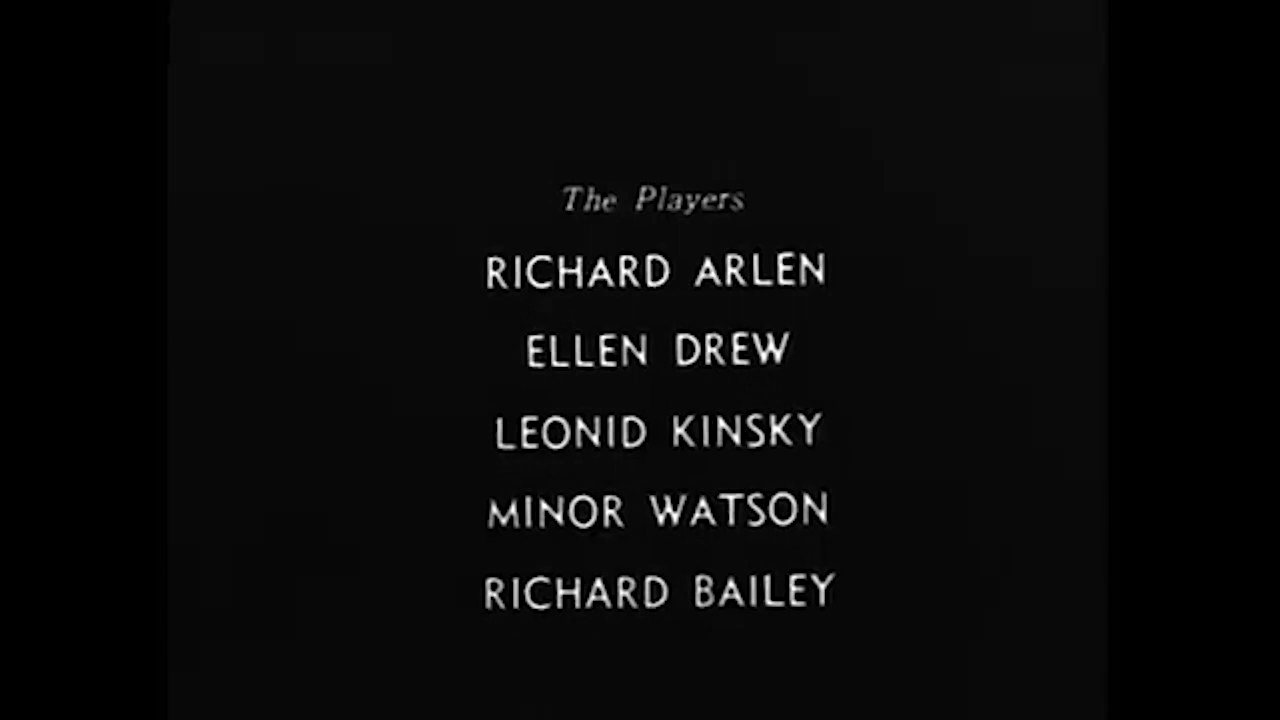 The Players
RICHARD ARLEN
ELLEN DREW
LEONID KINSKY
MINOR WATSON
RICHARD BAILEY